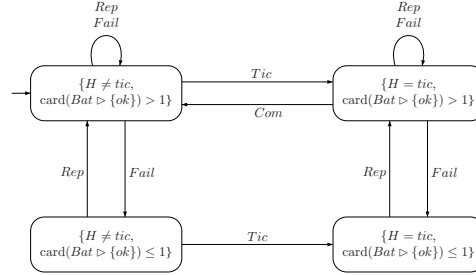 Rep
Fail
Rep
Fail
{H ≠ tic,
card(Bat ▷ {ok}) > 1}
Tic
Com
{H = tic,
card(Bat ▷ {ok}) > 1}
Rep
Fail
Rep
Fail
{H ≠ tic,
card(Bat ▷ {ok}) ≤ 1}
Tic
{H = tic,
card(Bat ▷ {ok}) ≤ 1}